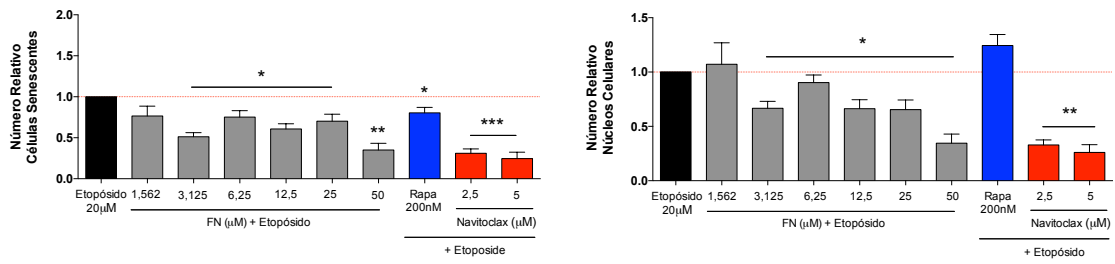 Número Relativo
Células Senescentes
2.0
1.5
1.0
0.5
0.0
*
**
*
***
Etopósido
20μM
1,562
3,125
6,25
12,5
25
50
Rapa
200nM
2,5
5
FN (μM) + Etopósido
Navitoclax (μM)
+ Etoposide
Número Relativo
Núcleos Celulares
1.5
1.0
0.5
0.0
*
**
Etopósido
20μM
1,562
3,125
6,25
12,5
25
50
Rapa
200nM
2,5
5
FN (μM) + Etopósido
Navitoclax (μM)
+ Etopósido